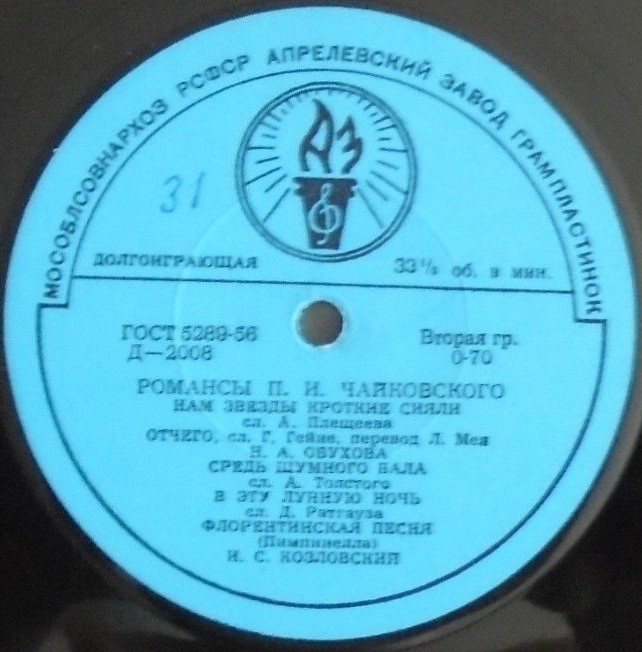 МОСОБЛСОВНАРХОЗ РСФСР АПРЕЛЕВСКИЙ ЗАВОД ГРАМПЛАСТИНОК
АЗ
31
ДОЛГОИГРАЮЩАЯ
33⅓ об. в мин.
ГОСТ 5289-56
Вторая гр.
Д—2008
0-70
РОМАНСЫ П. И. ЧАЙКОВСКОГО
НАМ ЗВЕЗДЫ КРОТКИЕ СИЯЛИ
сл. А. Плещеева
ОТЧЕГО, сл. Г. Гейне, перевод Л. Мея
Н. А. ОБУХОВА
СРЕДЬ ШУМНОГО БАЛА
сл. А. Толстого
В ЭТУ ЛУННУЮ НОЧЬ
сл. Д. Ратгауза
ФЛОРЕНТИНСКАЯ ПЕСНЯ
(Пимпинелла)
И. С. КОЗЛОВСКИЙ